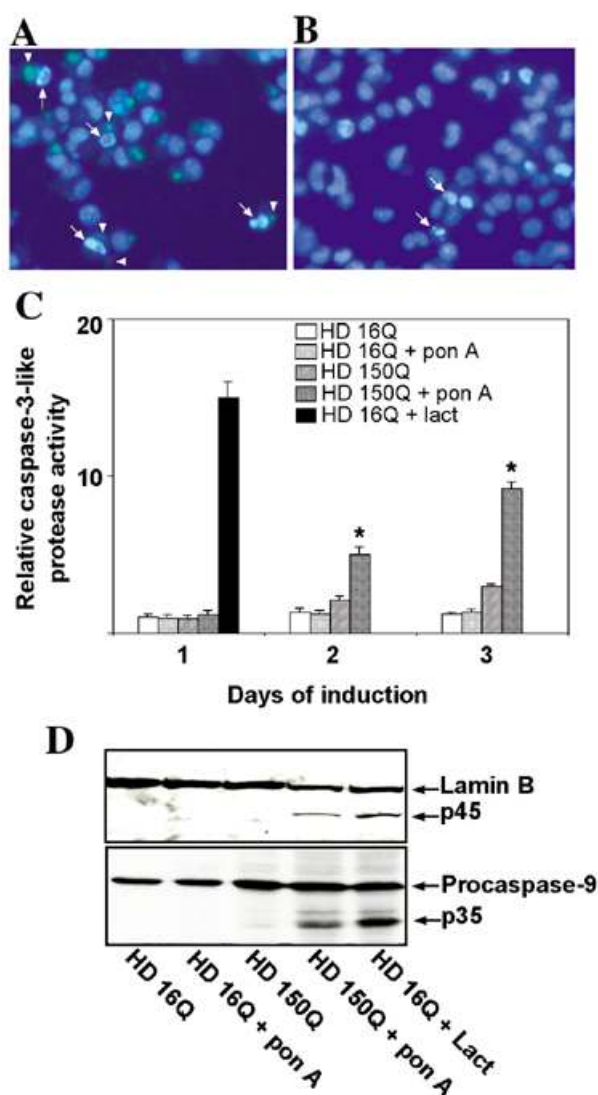 A
B
C
20
10
Relative caspase-3-like
protease activity
HD 16Q
HD 16Q + pon A
HD 150Q
HD 150Q + pon A
HD 16Q + lact
*
*
1
2
3
Days of induction
D
Lamin B
p45
Procaspase-9
p35
HD 16Q
HD 16Q + pon A
HD 150Q
HD 150Q + pon A
HD 16Q + Lact